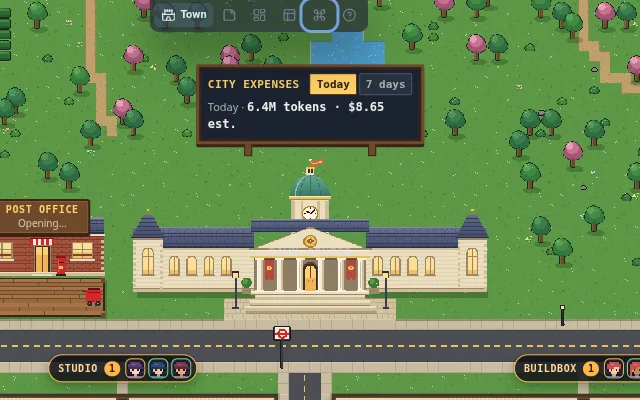 Town
CITY EXPENSES Today 7 days
Today · 6.4M tokens · $8.65
est.
POST OFFICE
Opening...
STUDIO 1
BUILDBOX 1